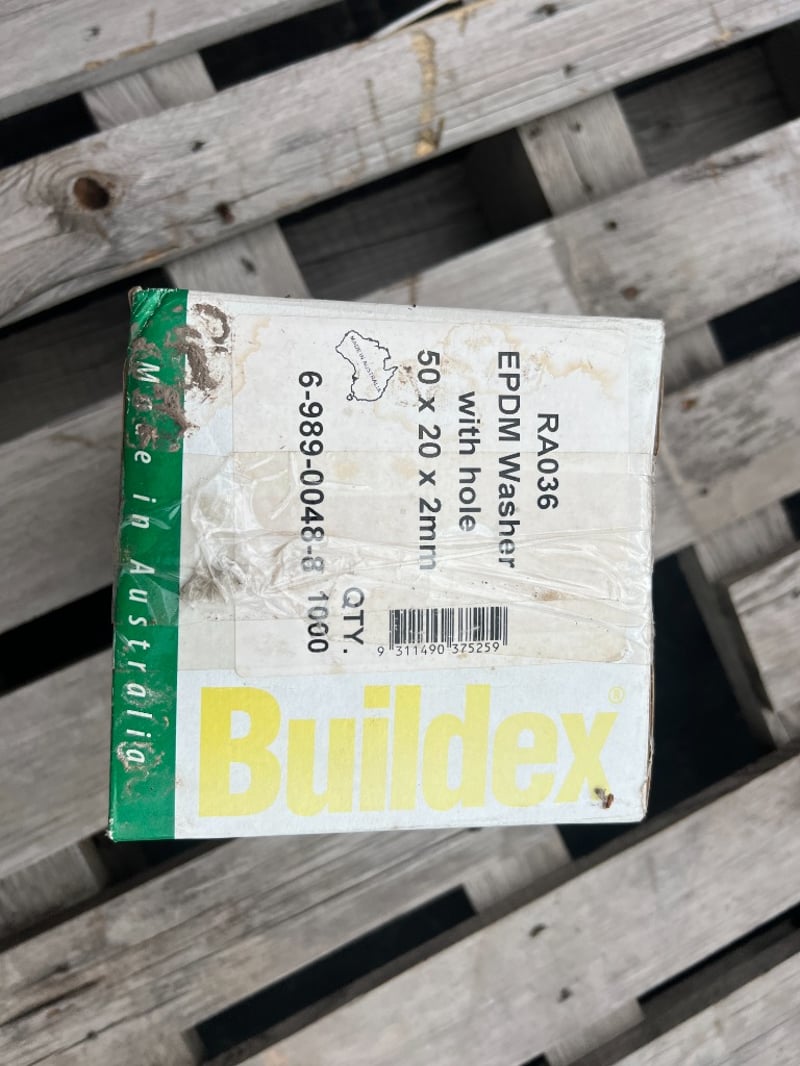 RA036
EPDM Washer
with hole
50 x 20 x 2mm
MADE IN AUSTRALIA
QTY.
6-989-0048-8 1000
9 311490 375259
Buildex®
Made in Australia